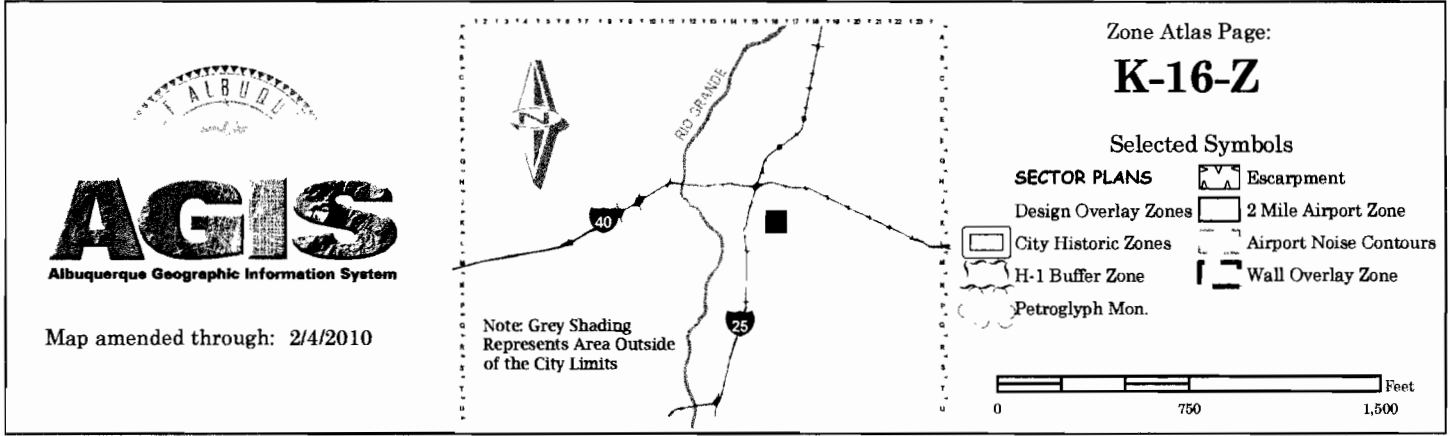 ALBUQU
AGIS
Albuquerque Geographic Information System
Map amended through: 2/4/2010
RIO GRANDE
40
25
Note: Grey Shading
Represents Area Outside
of the City Limits
Zone Atlas Page:
K-16-Z
Selected Symbols
SECTOR PLANS
Design Overlay Zones
City Historic Zones
H-1 Buffer Zone
Petroglyph Mon.
Escarpment
2 Mile Airport Zone
Airport Noise Contours
Wall Overlay Zone
Feet
0 750 1,500